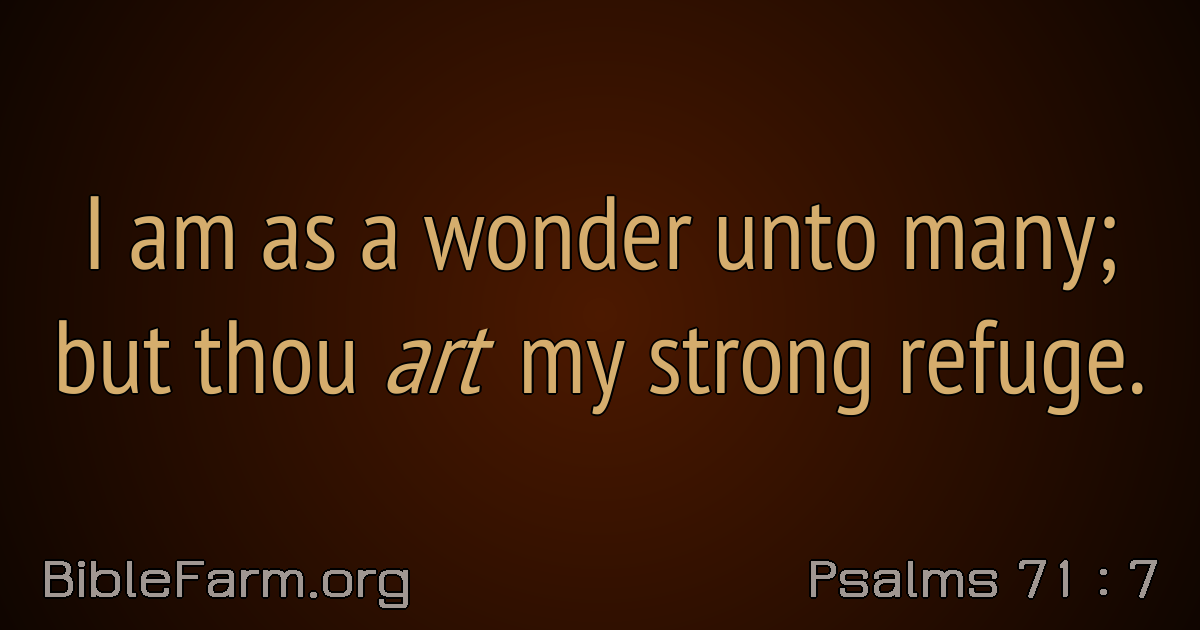 I am as a wonder unto many;
but thou art my strong refuge.
BibleFarm.org
Psalms 71 : 7